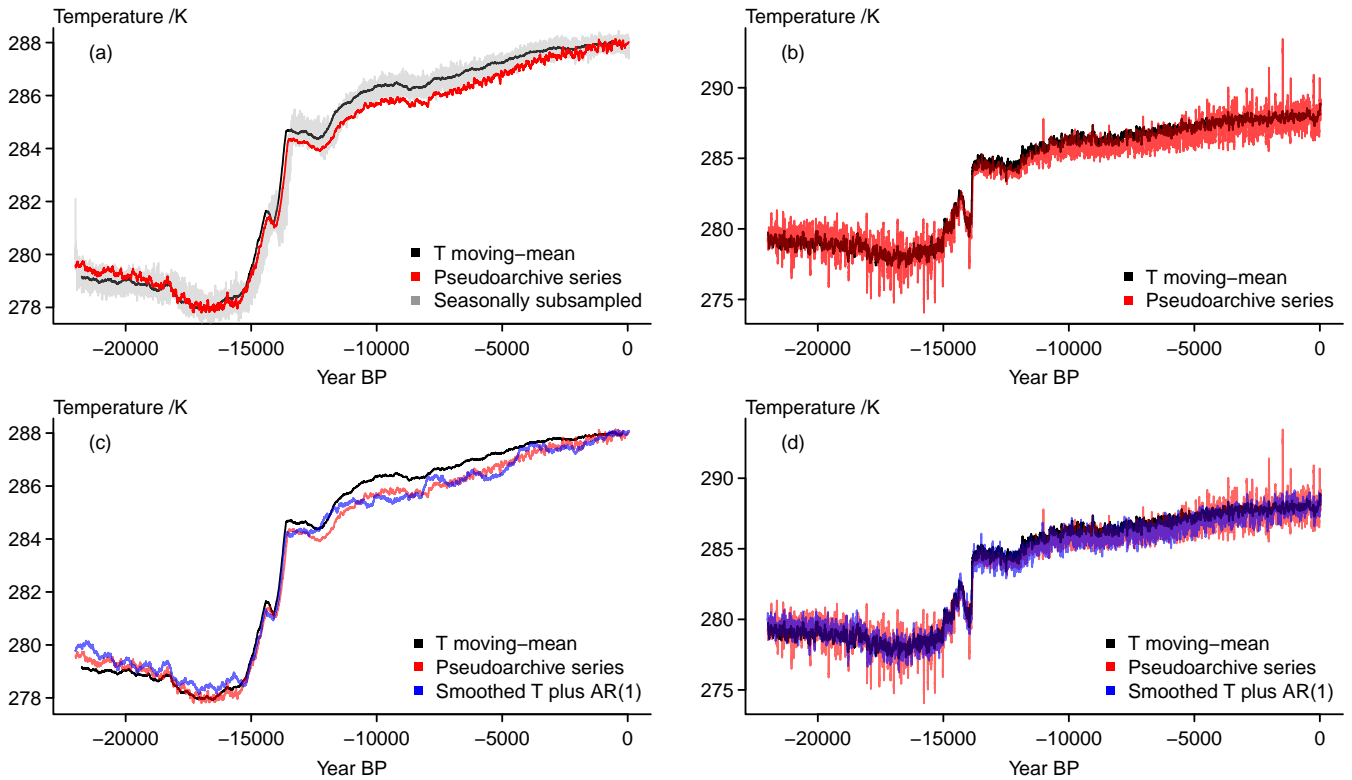 Temperature /K
(a)
288
286
284
282
280
278
T moving−mean
Pseudoarchive series
Seasonally subsampled
−20000 −15000 −10000 −5000 0
Year BP
Temperature /K
(b)
290
285
280
275
T moving−mean
Pseudoarchive series
−20000 −15000 −10000 −5000 0
Year BP
Temperature /K
(c)
288
286
284
282
280
278
T moving−mean
Pseudoarchive series
Smoothed T plus AR(1)
−20000 −15000 −10000 −5000 0
Year BP
Temperature /K
(d)
290
285
280
275
T moving−mean
Pseudoarchive series
Smoothed T plus AR(1)
−20000 −15000 −10000 −5000 0
Year BP